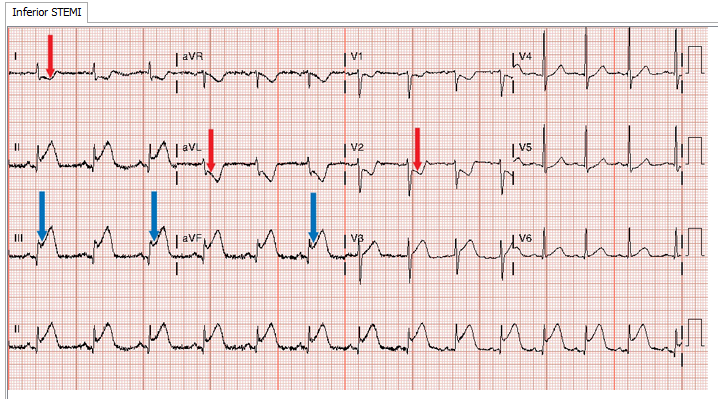 Inferior STEMI
I aVR V1 V4
II aVL V2 V5
III aVF V3 V6
II